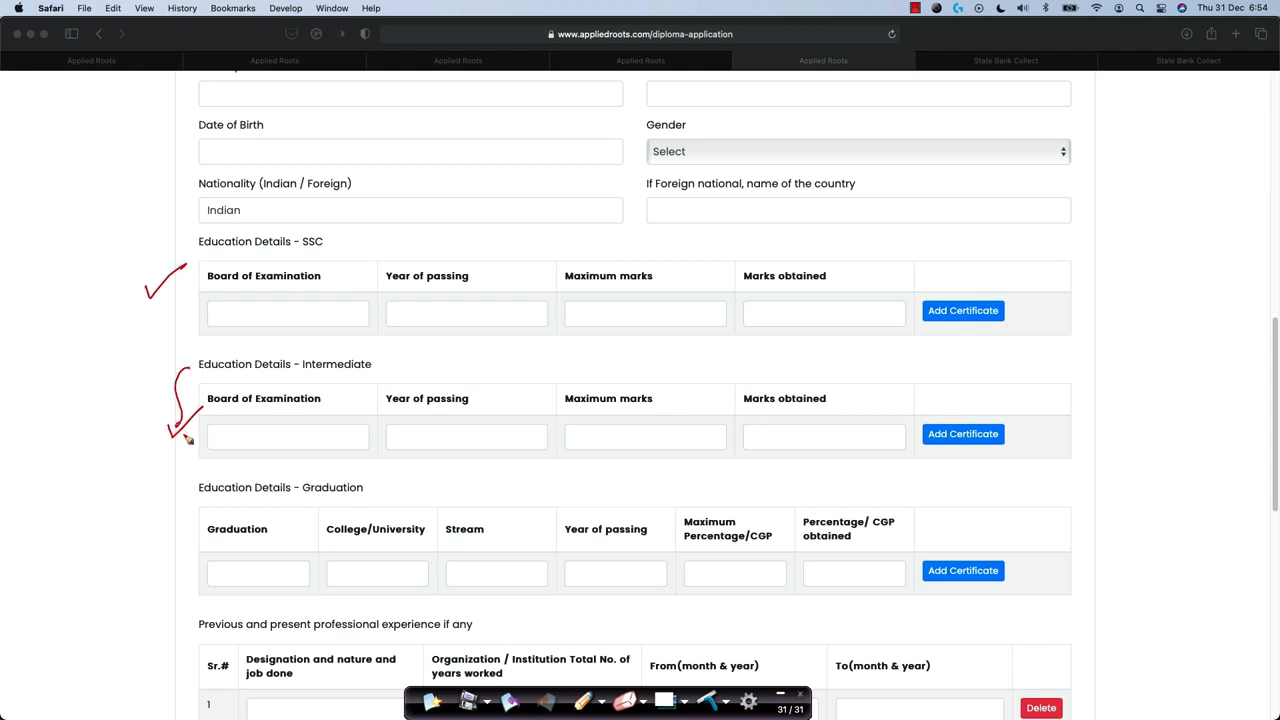 Safari File Edit View History Bookmarks Develop Window Help Thu 31 Dec 6:54
www.appliedroots.com/diploma-application
Applied Roots Applied Roots Applied Roots Applied Roots Applied Roots State Bank Collect State Bank Collect
Date of Birth Gender
Select
Nationality (Indian / Foreign) If Foreign national, name of the country
Indian
Education Details - SSC
Board of Examination Year of passing Maximum marks Marks obtained
Add Certificate
Education Details - Intermediate
Board of Examination Year of passing Maximum marks Marks obtained
Add Certificate
Education Details - Graduation
Graduation College/University Stream Year of passing Maximum Percentage/CGP Percentage/ CGP obtained
Add Certificate
Previous and present professional experience if any
Sr.# Designation and nature and job done Organization / Institution Total No. of years worked From(month & year) To(month & year)
1 Delete
31 / 31